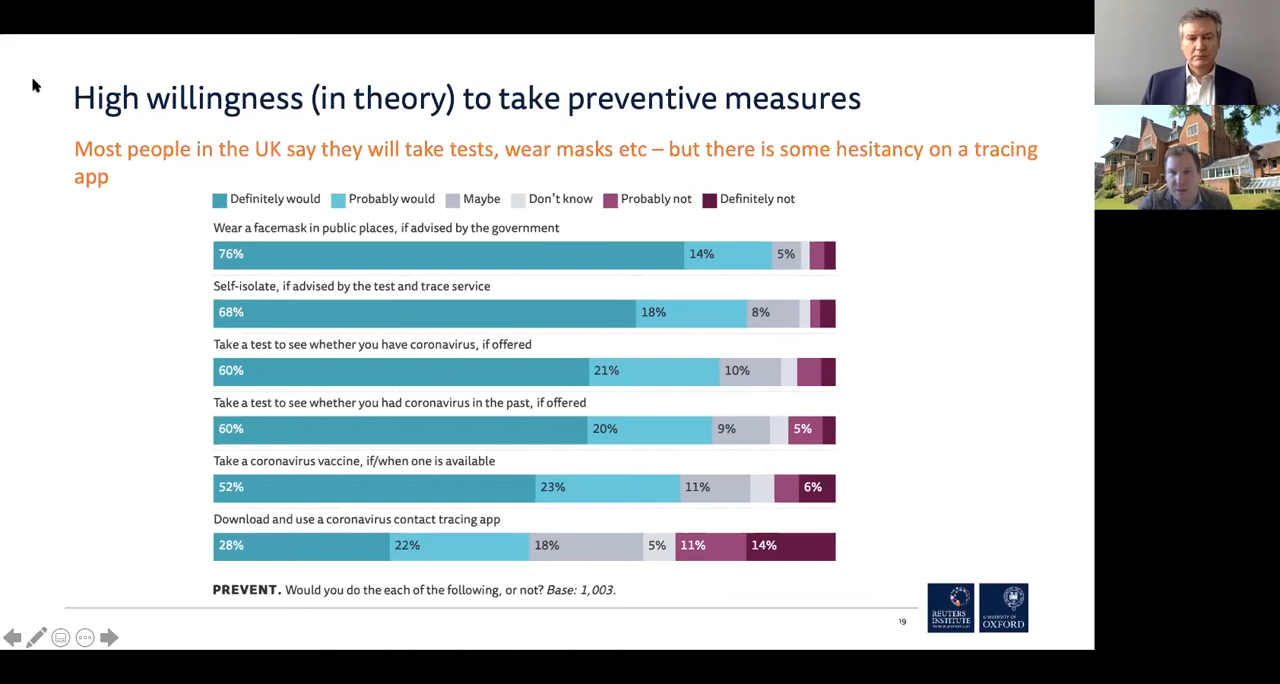 High willingness (in theory) to take preventive measures
Most people in the UK say they will take tests, wear masks etc – but there is some hesitancy on a tracing
app
Definitely would Probably would Maybe Don't know Probably not Definitely not
Wear a facemask in public places, if advised by the government
76% 14% 5%
Self-isolate, if advised by the test and trace service
68% 18% 8%
Take a test to see whether you have coronavirus, if offered
60% 21% 10%
Take a test to see whether you had coronavirus in the past, if offered
60% 20% 9% 5%
Take a coronavirus vaccine, if/when one is available
52% 23% 11% 6%
Download and use a coronavirus contact tracing app
28% 22% 18% 5% 11% 14%
PREVENT. Would you do the each of the following, or not? Base: 1,003.
19
REUTERS
INSTITUTE
UNIVERSITY OF
OXFORD